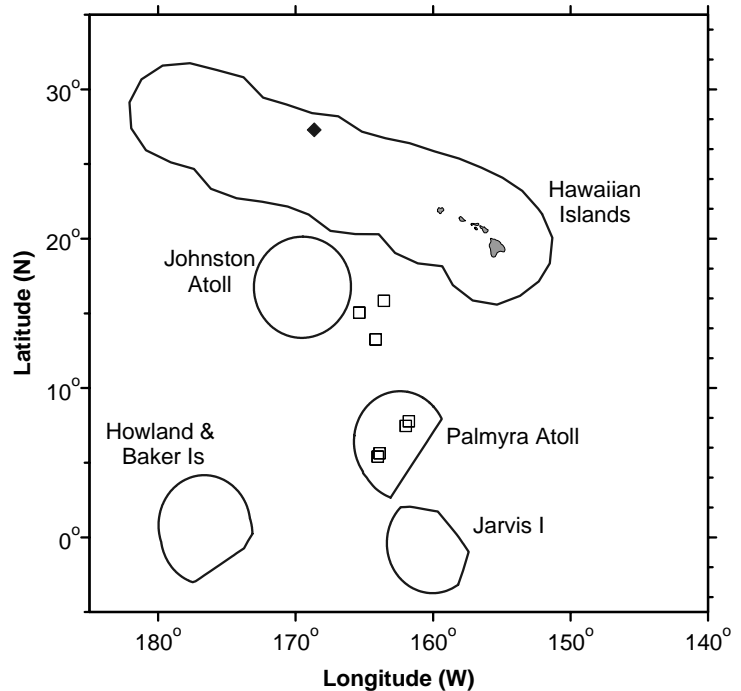 30°
20°
10°
0°
Latitude (N)
Hawaiian
Islands
Johnston
Atoll
Howland &
Baker Is
Palmyra Atoll
Jarvis I
180°
170°
160°
150°
140°
Longitude (W)